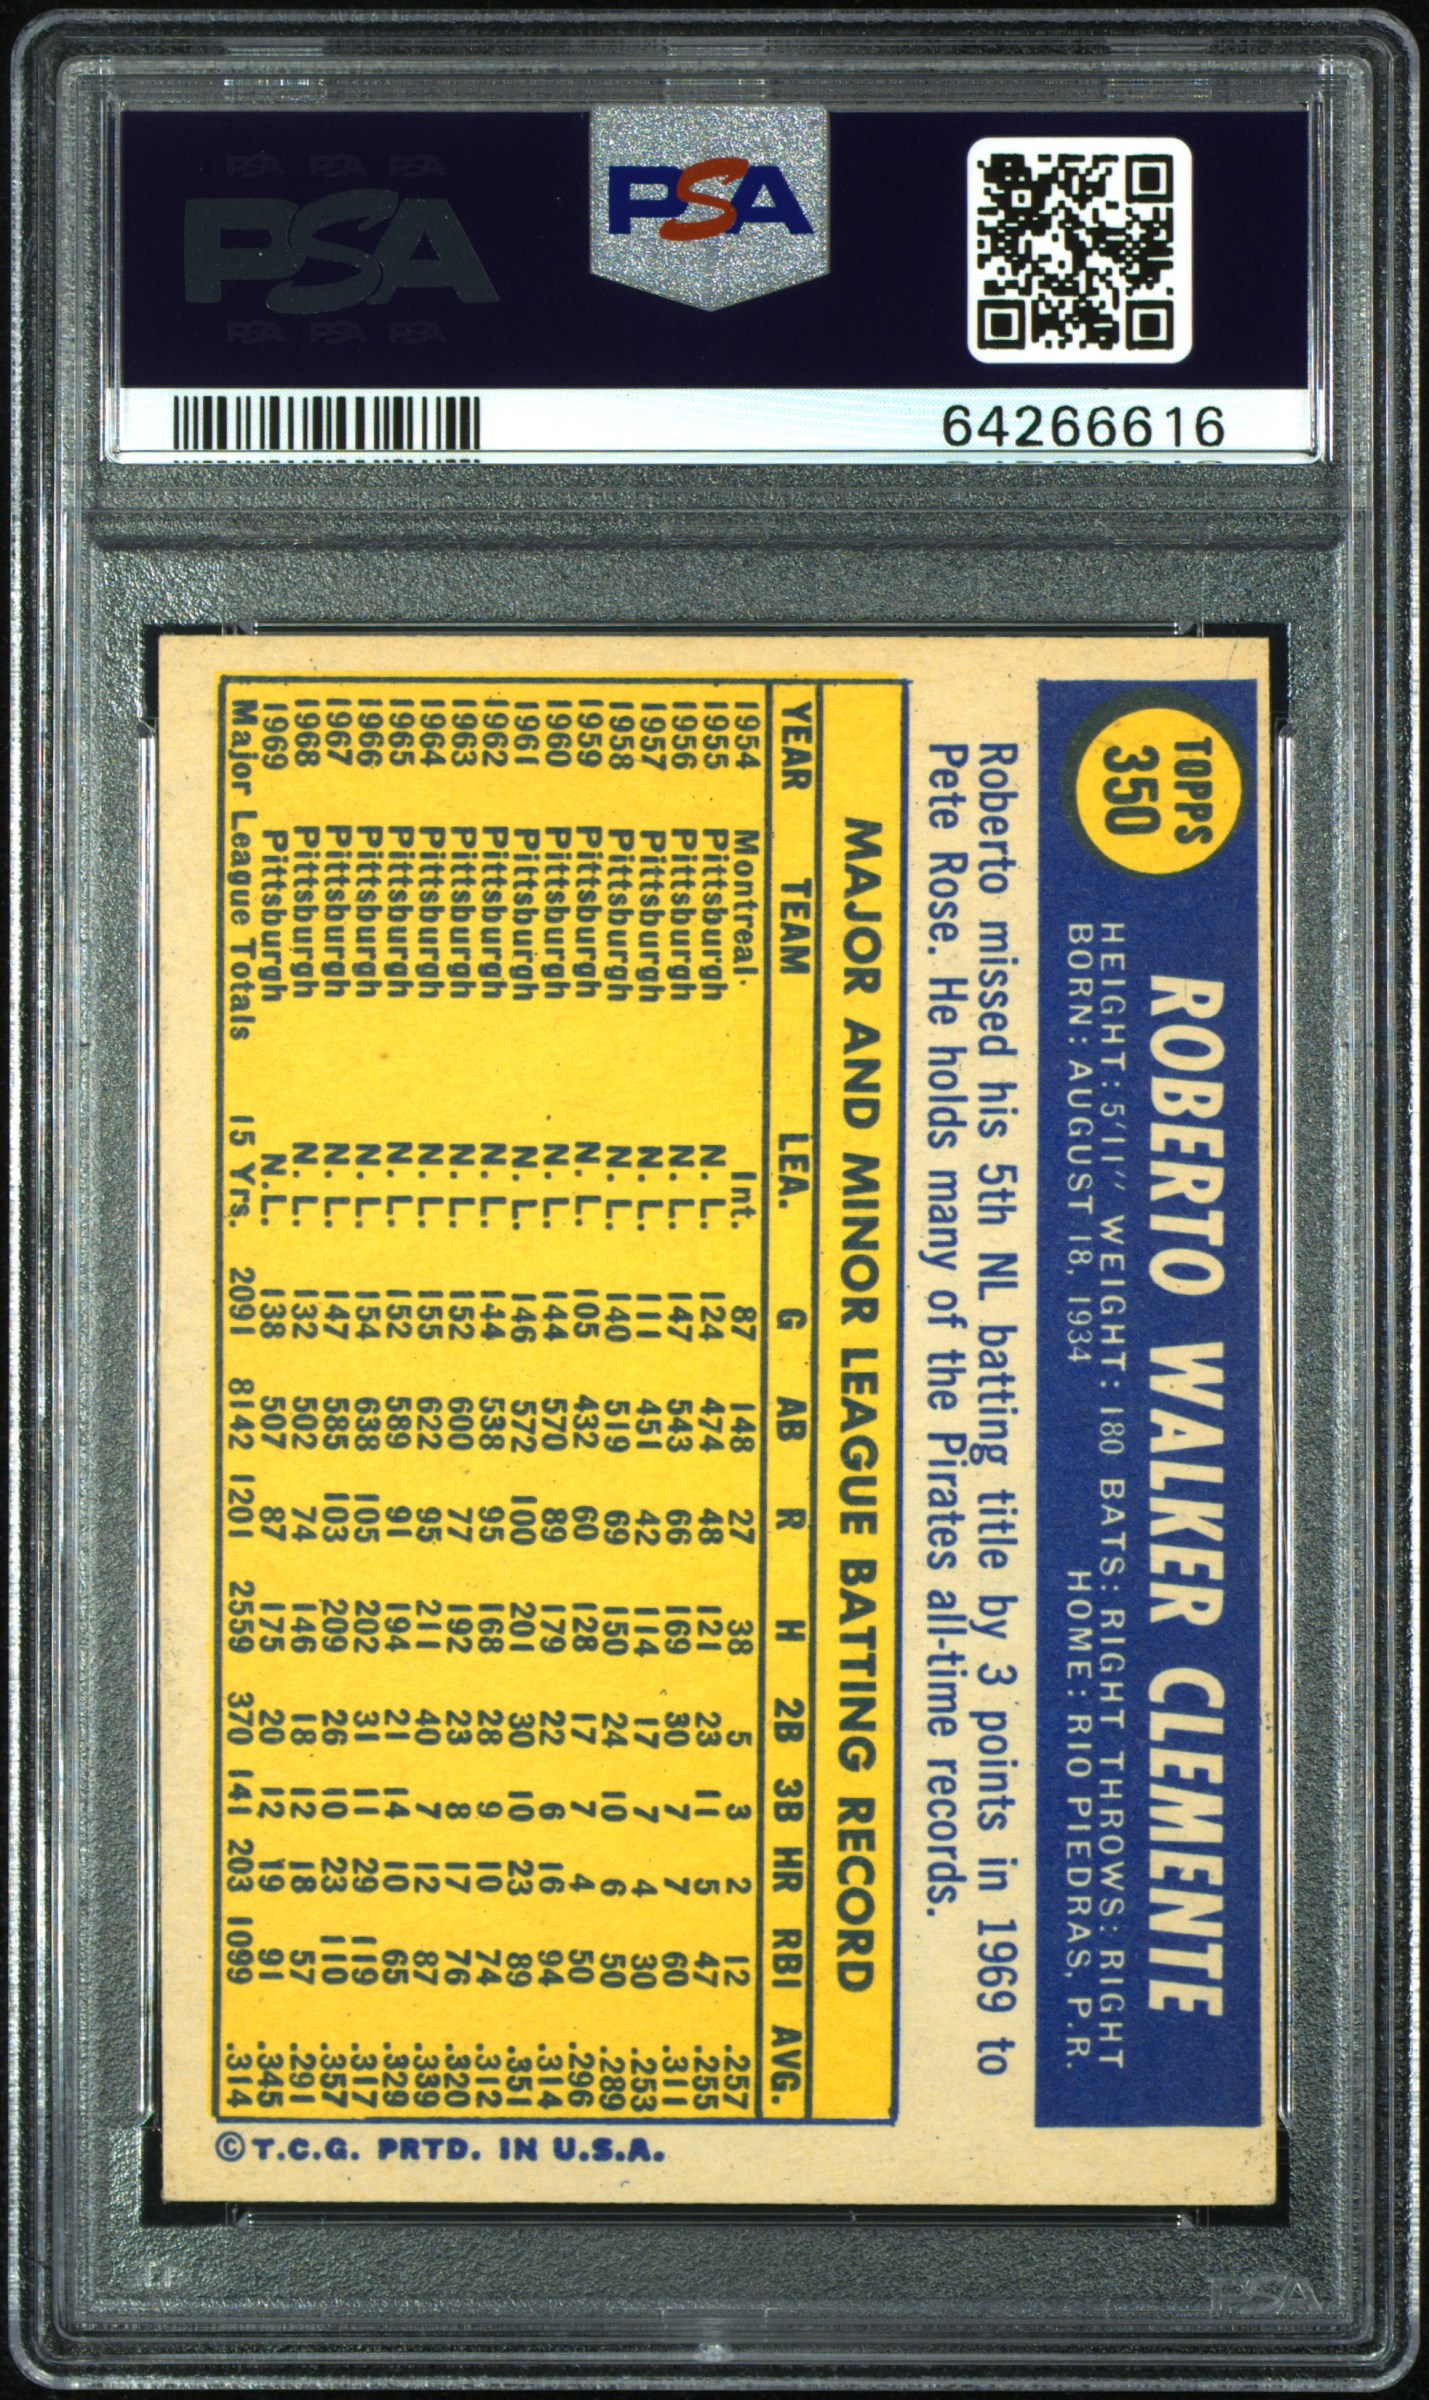 PSA PSA PSA
PSA
PSA PSA PSA
PSA
64266616
TOPPS
350
ROBERTO WALKER CLEMENTE
HEIGHT: 5'11" WEIGHT: 180 BATS: RIGHT THROWS: RIGHT
BORN: AUGUST 18, 1934 HOME: RIO PIEDRAS, P.R.
Roberto missed his 5th NL batting title by 3 points in 1969 to
Pete Rose. He holds many of the Pirates all-time records.
MAJOR AND MINOR LEAGUE BATTING RECORD
YEAR TEAM LEA. G AB R H 2B 3B HR RBI AVG.
1954 Montreal Int. 87 148 27 38 5 3 2 12 .257
1955 Pittsburgh N. L. 124 474 48 121 23 11 5 47 .255
1956 Pittsburgh N. L. 147 543 66 169 30 7 7 60 .311
1957 Pittsburgh N. L. 111 451 42 114 17 7 4 30 .253
1958 Pittsburgh N. L. 140 519 69 150 24 10 6 50 .289
1959 Pittsburgh N. L. 105 432 60 128 17 7 4 50 .296
1960 Pittsburgh N. L. 144 570 89 179 22 6 16 94 .314
1961 Pittsburgh N. L. 146 572 100 201 30 10 23 89 .351
1962 Pittsburgh N. L. 144 538 95 168 28 9 10 74 .312
1963 Pittsburgh N. L. 152 600 77 192 23 8 17 76 .320
1964 Pittsburgh N. L. 155 622 95 211 40 7 12 87 .339
1965 Pittsburgh N. L. 152 589 91 194 21 14 10 65 .329
1966 Pittsburgh N. L. 154 638 105 202 31 11 29 119 .317
1967 Pittsburgh N. L. 147 585 103 209 26 10 23 110 .357
1968 Pittsburgh N. L. 132 502 74 146 18 12 18 57 .291
1969 Pittsburgh N.L. 138 507 87 175 20 12 19 91 .345
Major League Totals 15 Yrs. 2091 8142 1201 2559 370 141 203 1099 .314
©T.C.G. PRTD. IN U.S.A.
PSA